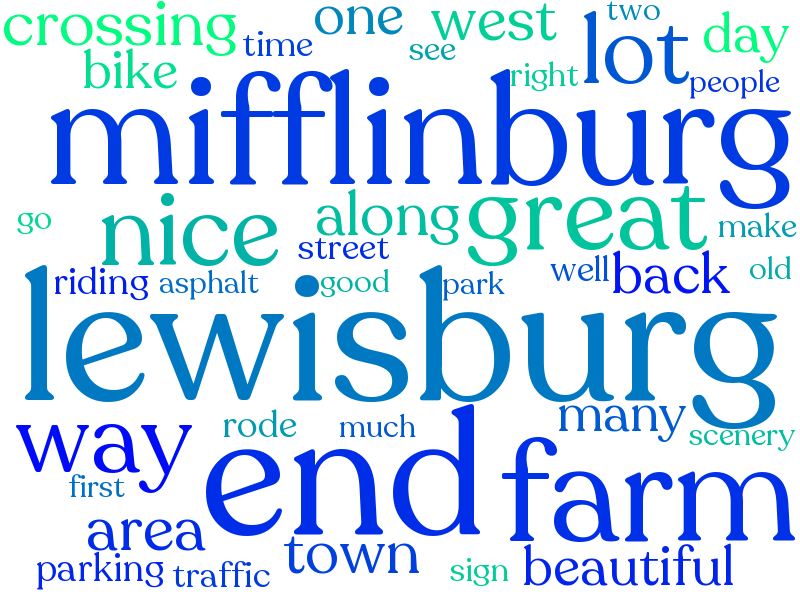 crossing time one west two day
bike see right lot people
mifflinburg
go nice along great make
street
riding asphalt good park well back old
lewisburg
way rode much many scenery
first end farm
area town
parking traffic sign beautiful